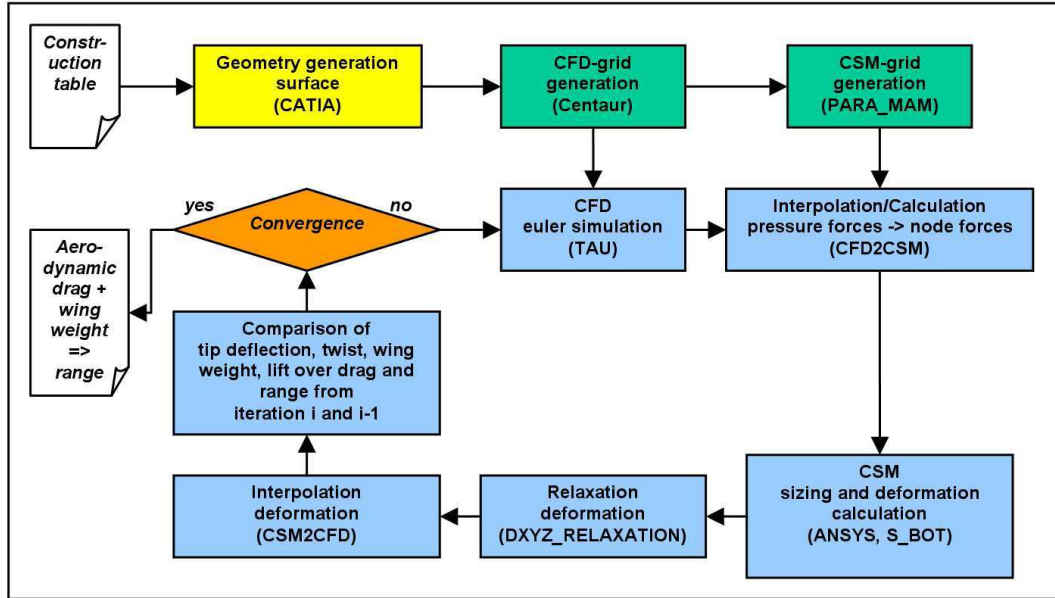 Constr-
uction
table
Geometry generation
surface
(CATIA)
CFD-grid
generation
(Centaur)
CSM-grid
generation
(PARA_MAM)
yes
Convergence
no
CFD
euler simulation
(TAU)
Interpolation/Calculation
pressure forces -> node forces
(CFD2CSM)
Aero-
dynamic
drag +
wing
weight
=>
range
Comparison of
tip deflection, twist, wing
weight, lift over drag and
range from
iteration i and i-1
Interpolation
deformation
(CSM2CFD)
Relaxation
deformation
(DXYZ_RELAXATION)
CSM
sizing and deformation
calculation
(ANSYS, S_BOT)